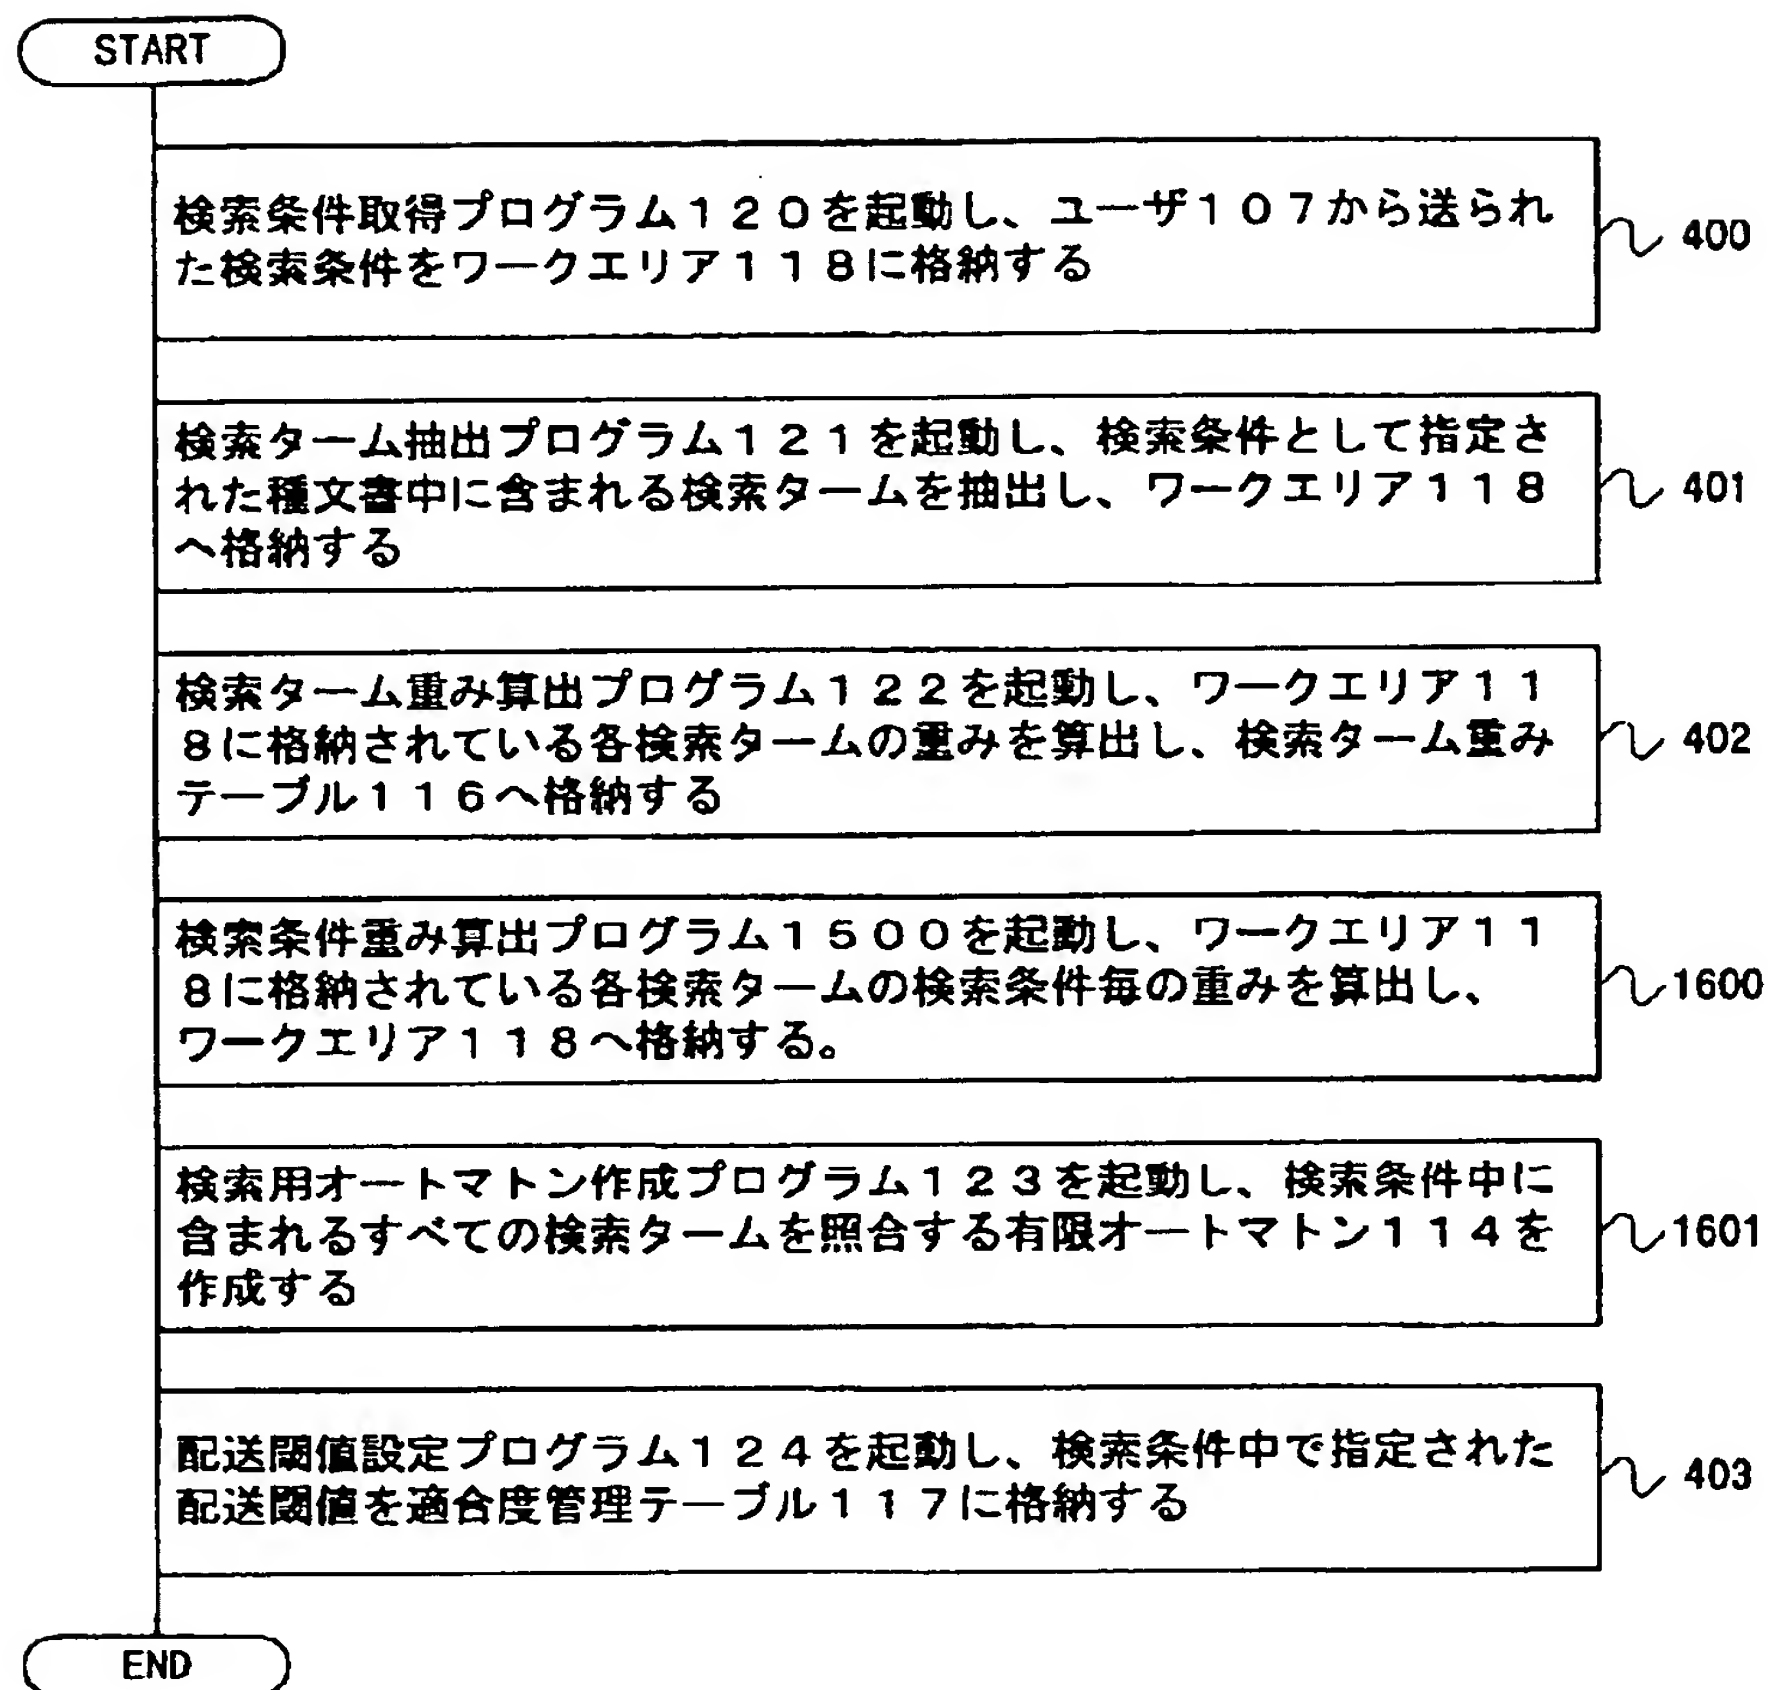 START
検索条件取得プログラム１２０を起動し、ユーザ１０７から送られ
た検索条件をワークエリア１１８に格納する
400
検索ターム抽出プログラム１２１を起動し、検索条件として指定さ
れた種文書中に含まれる検索タームを抽出し、ワークエリア１１８
へ格納する
401
検索ターム重み算出プログラム１２２を起動し、ワークエリア１１
８に格納されている各検索タームの重みを算出し、検索ターム重み
テーブル１１６へ格納する
402
検索条件重み算出プログラム１５００を起動し、ワークエリア１１
８に格納されている各検索タームの検索条件毎の重みを算出し、
ワークエリア１１８へ格納する。
1600
検索用オートマトン作成プログラム１２３を起動し、検索条件中に
含まれるすべての検索タームを照合する有限オートマトン１１４を
作成する
1601
配送閾値設定プログラム１２４を起動し、検索条件中で指定された
配送閾値を適合度管理テーブル１１７に格納する
403
END